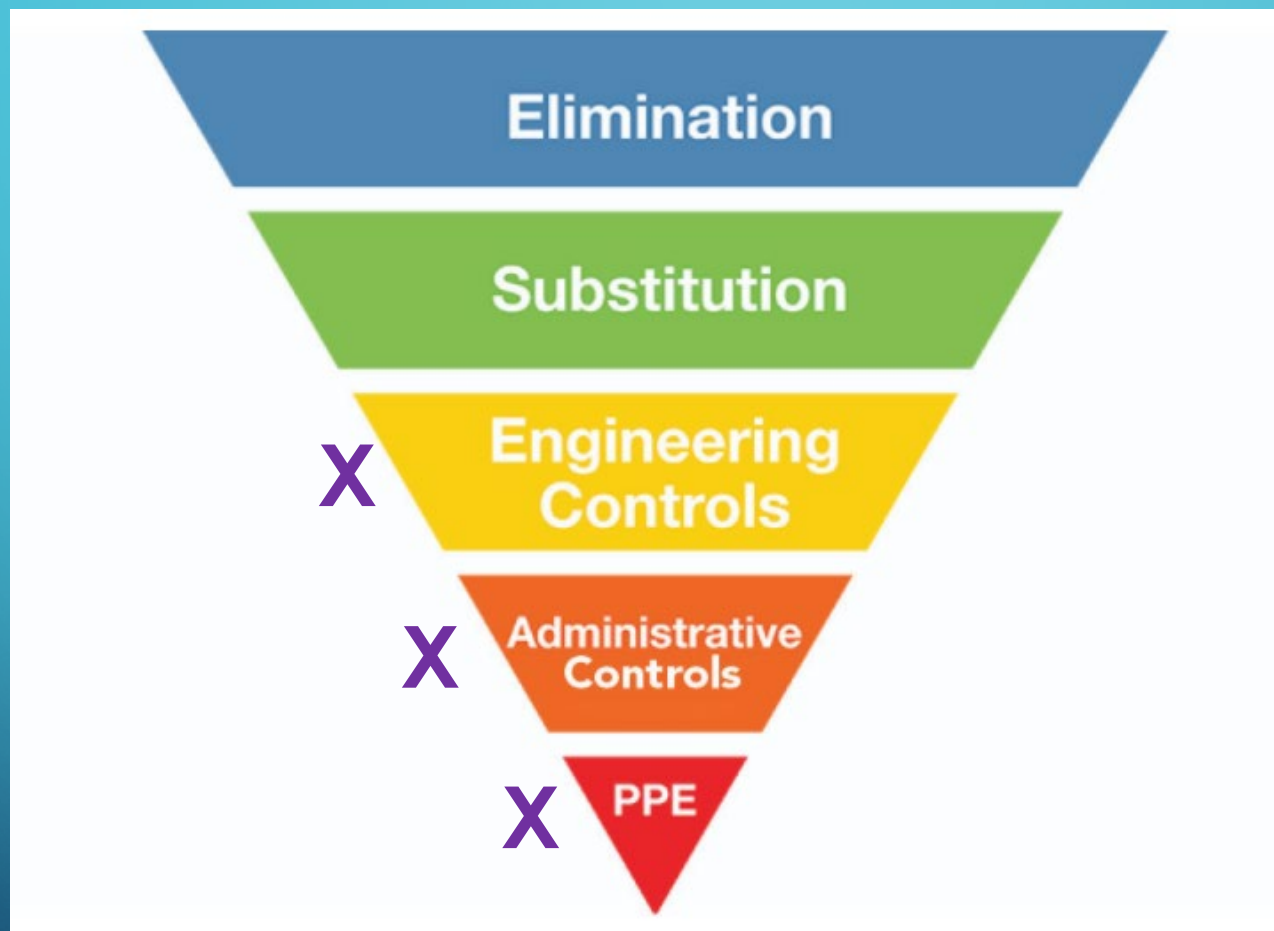 Elimination
Substitution
X
Engineering
Controls
X
Administrative
Controls
X
PPE